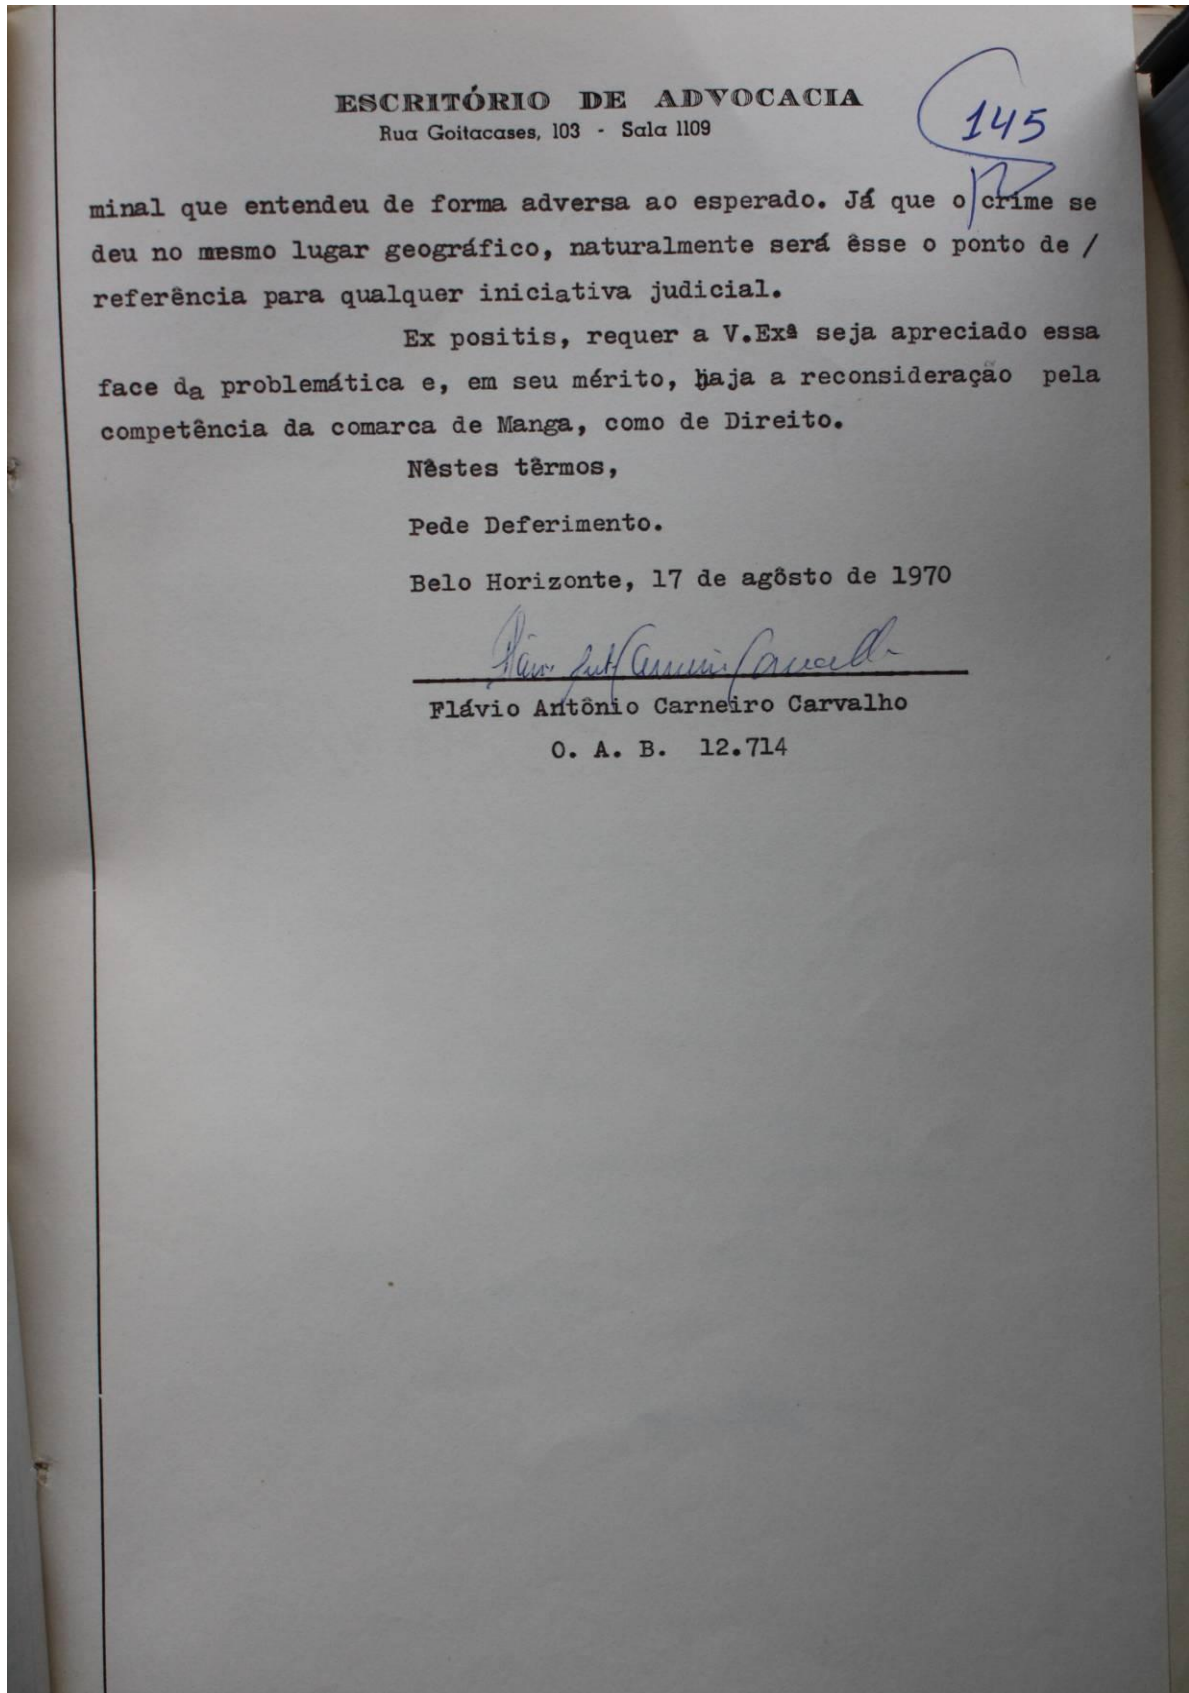 ESCRITÓRIO DE ADVOCACIA
Rua Goitacases, 103 - Sala 1109
145
minal que entendeu de forma adversa ao esperado. Já que o crime se
deu no mesmo lugar geográfico, naturalmente será êsse o ponto de /
referência para qualquer iniciativa judicial.
Ex positis, requer a V.Exª seja apreciado essa
face da problemática e, em seu mérito, haja a reconsideração pela
competência da comarca de Manga, como de Direito.
Nêstes têrmos,
Pede Deferimento.
Belo Horizonte, 17 de agôsto de 1970
Flávio Antônio Carneiro Carvalho
O. A. B. 12.714